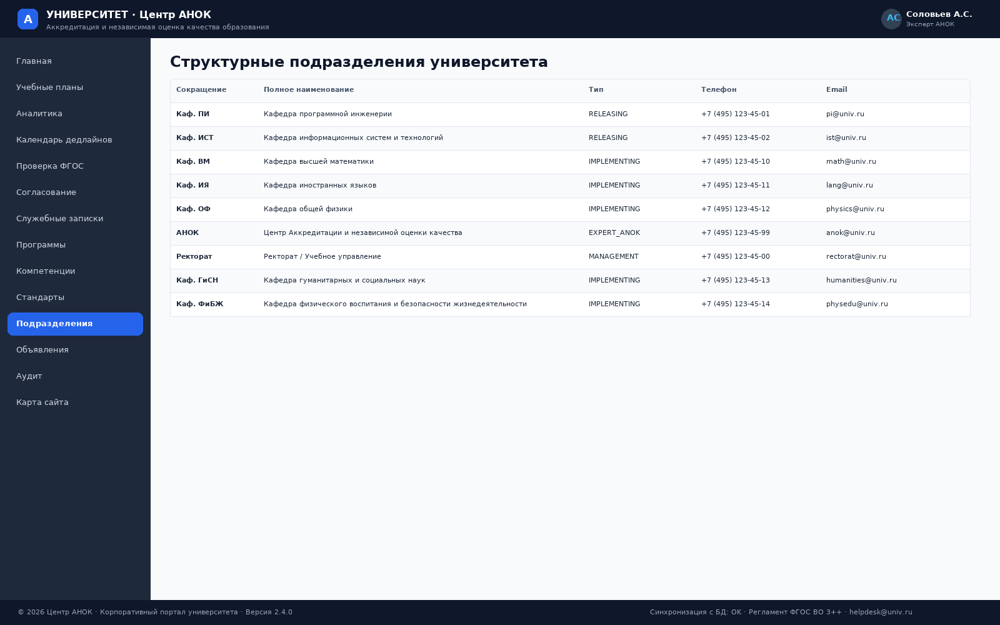 А
УНИВЕРСИТЕТ · Центр АНОК
Аккредитация и независимая оценка качества образования
АС
Соловьев А.С.
Эксперт АНОК
Главная
Учебные планы
Аналитика
Календарь дедлайнов
Проверка ФГОС
Согласование
Служебные записки
Программы
Компетенции
Стандарты
Подразделения
Объявления
Аудит
Карта сайта
Структурные подразделения университета
Сокращение Полное наименование Тип Телефон Email
Каф. ПИ Кафедра программной инженерии RELEASING +7 (495) 123-45-01 pi@univ.ru
Каф. ИСТ Кафедра информационных систем и технологий RELEASING +7 (495) 123-45-02 ist@univ.ru
Каф. ВМ Кафедра высшей математики IMPLEMENTING +7 (495) 123-45-10 math@univ.ru
Каф. ИЯ Кафедра иностранных языков IMPLEMENTING +7 (495) 123-45-11 lang@univ.ru
Каф. ОФ Кафедра общей физики IMPLEMENTING +7 (495) 123-45-12 physics@univ.ru
АНОК Центр Аккредитации и независимой оценки качества EXPERT_ANOK +7 (495) 123-45-99 anok@univ.ru
Ректорат Ректорат / Учебное управление MANAGEMENT +7 (495) 123-45-00 rectorat@univ.ru
Каф. ГиСН Кафедра гуманитарных и социальных наук IMPLEMENTING +7 (495) 123-45-13 humanities@univ.ru
Каф. ФиБЖ Кафедра физического воспитания и безопасности жизнедеятельности IMPLEMENTING +7 (495) 123-45-14 physedu@univ.ru
© 2026 Центр АНОК · Корпоративный портал университета · Версия 2.4.0
Синхронизация с БД: OK · Регламент ФГОС ВО 3++ · helpdesk@univ.ru